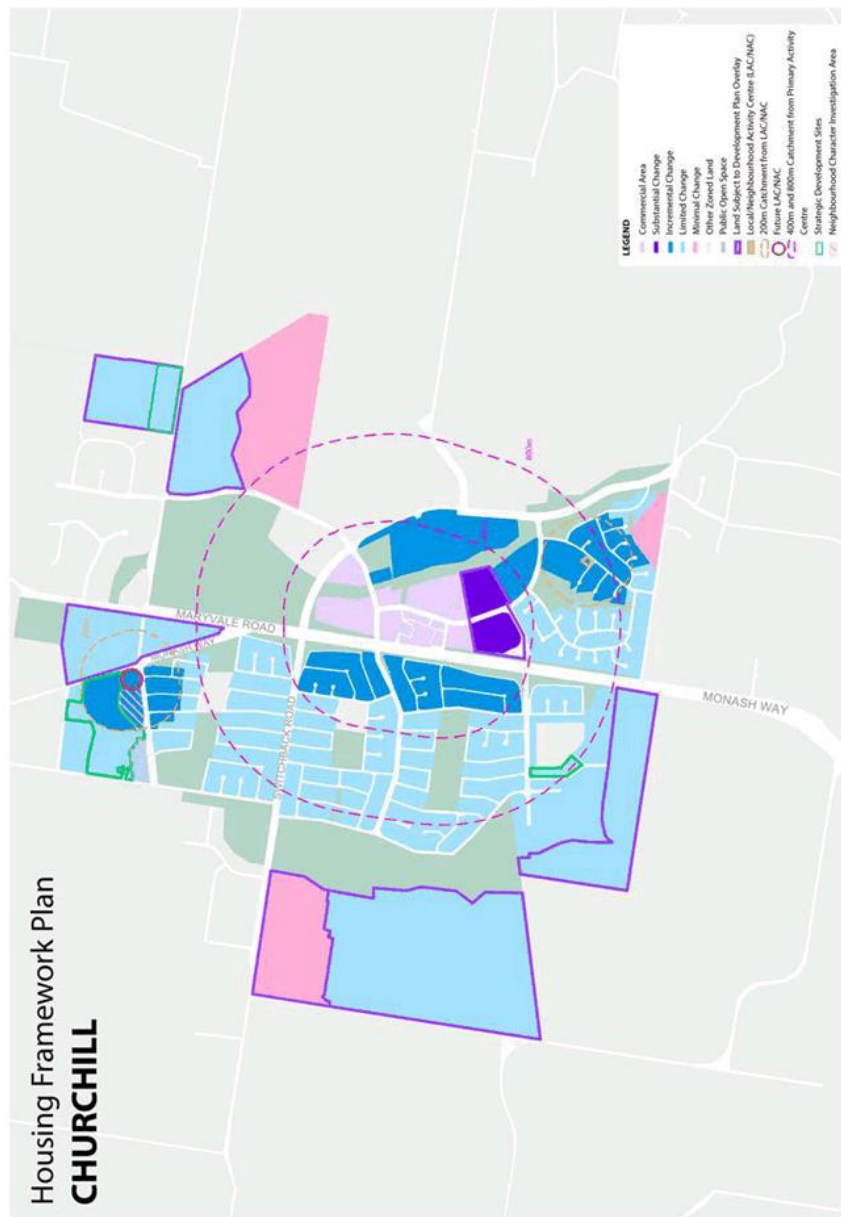 Housing Framework Plan
CHURCHILL
MARYVALE ROAD
SWITCHBACK ROAD
MONASH WAY
800m
LEGEND
Commercial Area
Substantial Change
Incremental Change
Limited Change
Minimal Change
Other Zoned Land
Public Open Space
Land Subject to Development Plan Overlay
Local/Neighbourhood Activity Centre (LAC/NAC)
200m Catchment from LAC/NAC
Future LAC/NAC
400m and 800m Catchment from Primary Activity
Centre
Strategic Development Sites
Neighbourhood Character Investigation Area